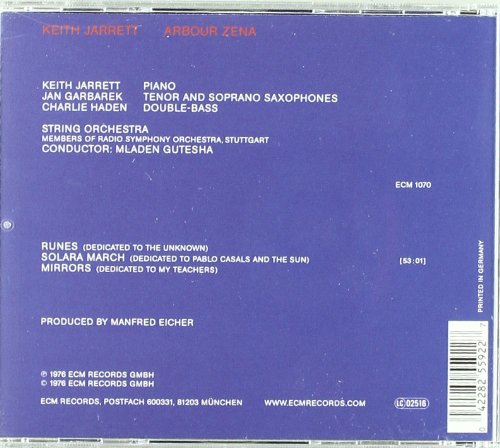 KEITH JARRETT ARBOUR ZENA
KEITH JARRETT PIANO
JAN GARBAREK TENOR AND SOPRANO SAXOPHONES
CHARLIE HADEN DOUBLE-BASS
STRING ORCHESTRA
MEMBERS OF RADIO SYMPHONY ORCHESTRA, STUTTGART
CONDUCTOR: MLADEN GUTESHA
ECM 1070
RUNES (DEDICATED TO THE UNKNOWN)
SOLARA MARCH (DEDICATED TO PABLO CASALS AND THE SUN) [53:01]
MIRRORS (DEDICATED TO MY TEACHERS)
PRINTED IN GERMANY
PRODUCED BY MANFRED EICHER
℗ 1976 ECM RECORDS GMBH
© 1976 ECM RECORDS GMBH
ECM RECORDS, POSTFACH 600331, 81203 MÜNCHEN WWW.ECMRECORDS.COM LC 02516
0 42282 55922 7